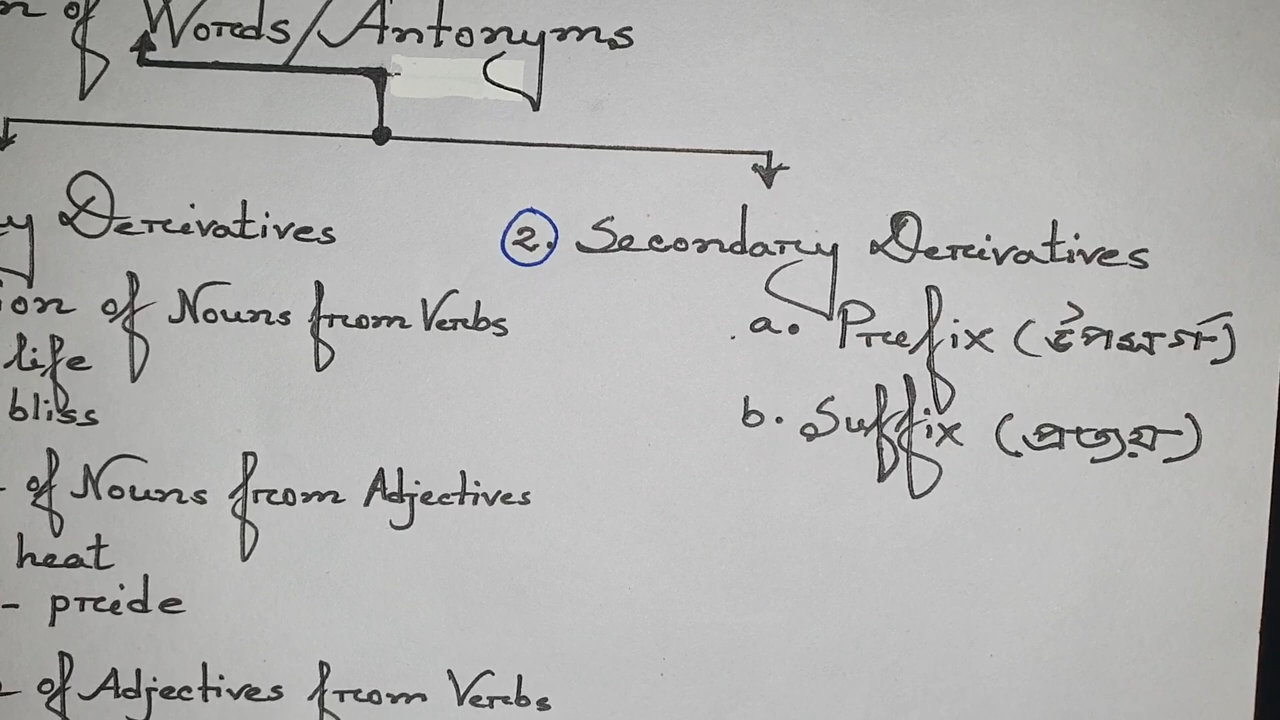 of Words/Antonyms
Derivatives
2. Secondary Derivatives
of Nouns from Verbs
life
bliss
a. Prefix (উপসর্গ)
b. Suffix (প্রত্যয়)
of Nouns from Adjectives
heat
- pride
of Adjectives from Verbs